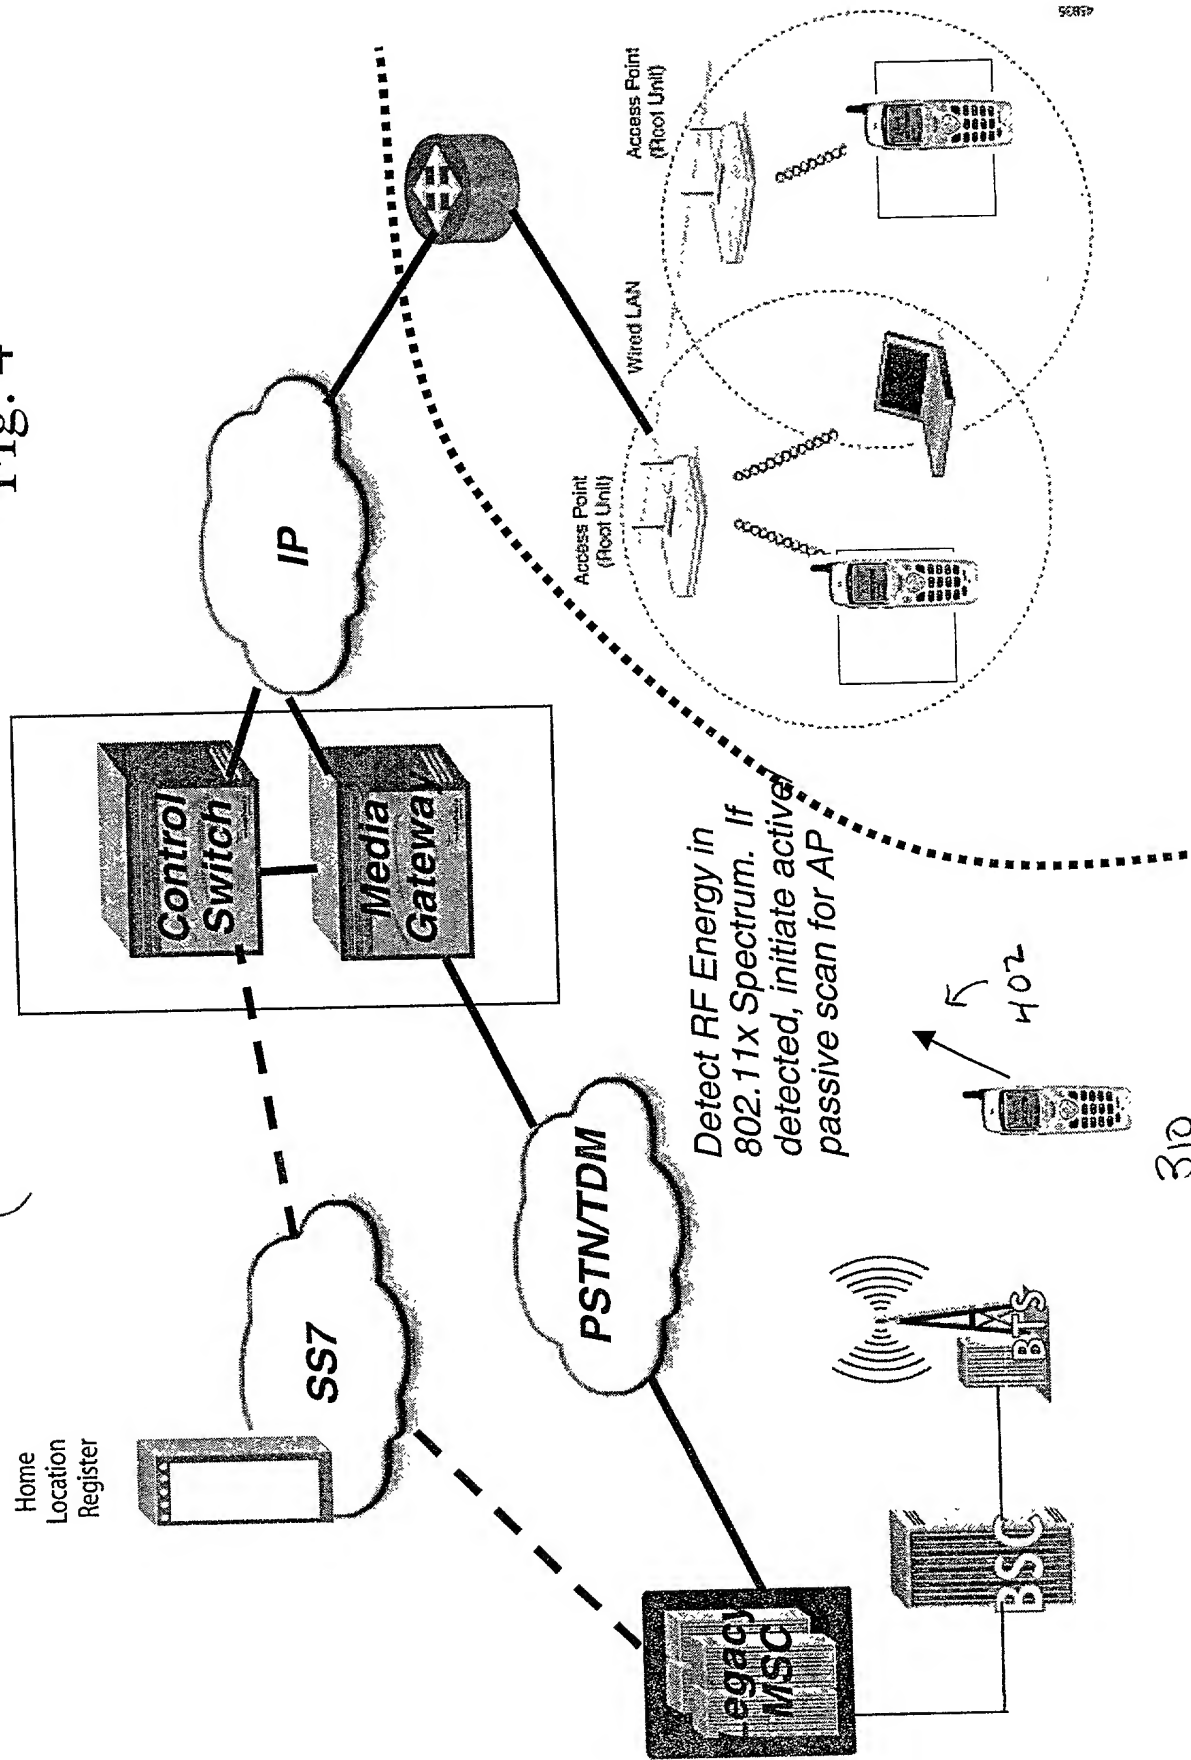 Fig. 4
Home
Location
Register
SS7
Control
Switch
Media
Gateway
IP
PSTN/TDM
Legacy
MSC
BSC
BTS
Detect RF Energy in
802.11x Spectrum. If
detected, initiate active/
passive scan for AP
402
310
Access Point
(Root Unit)
Wired LAN
Access Point
(Root Unit)
45835